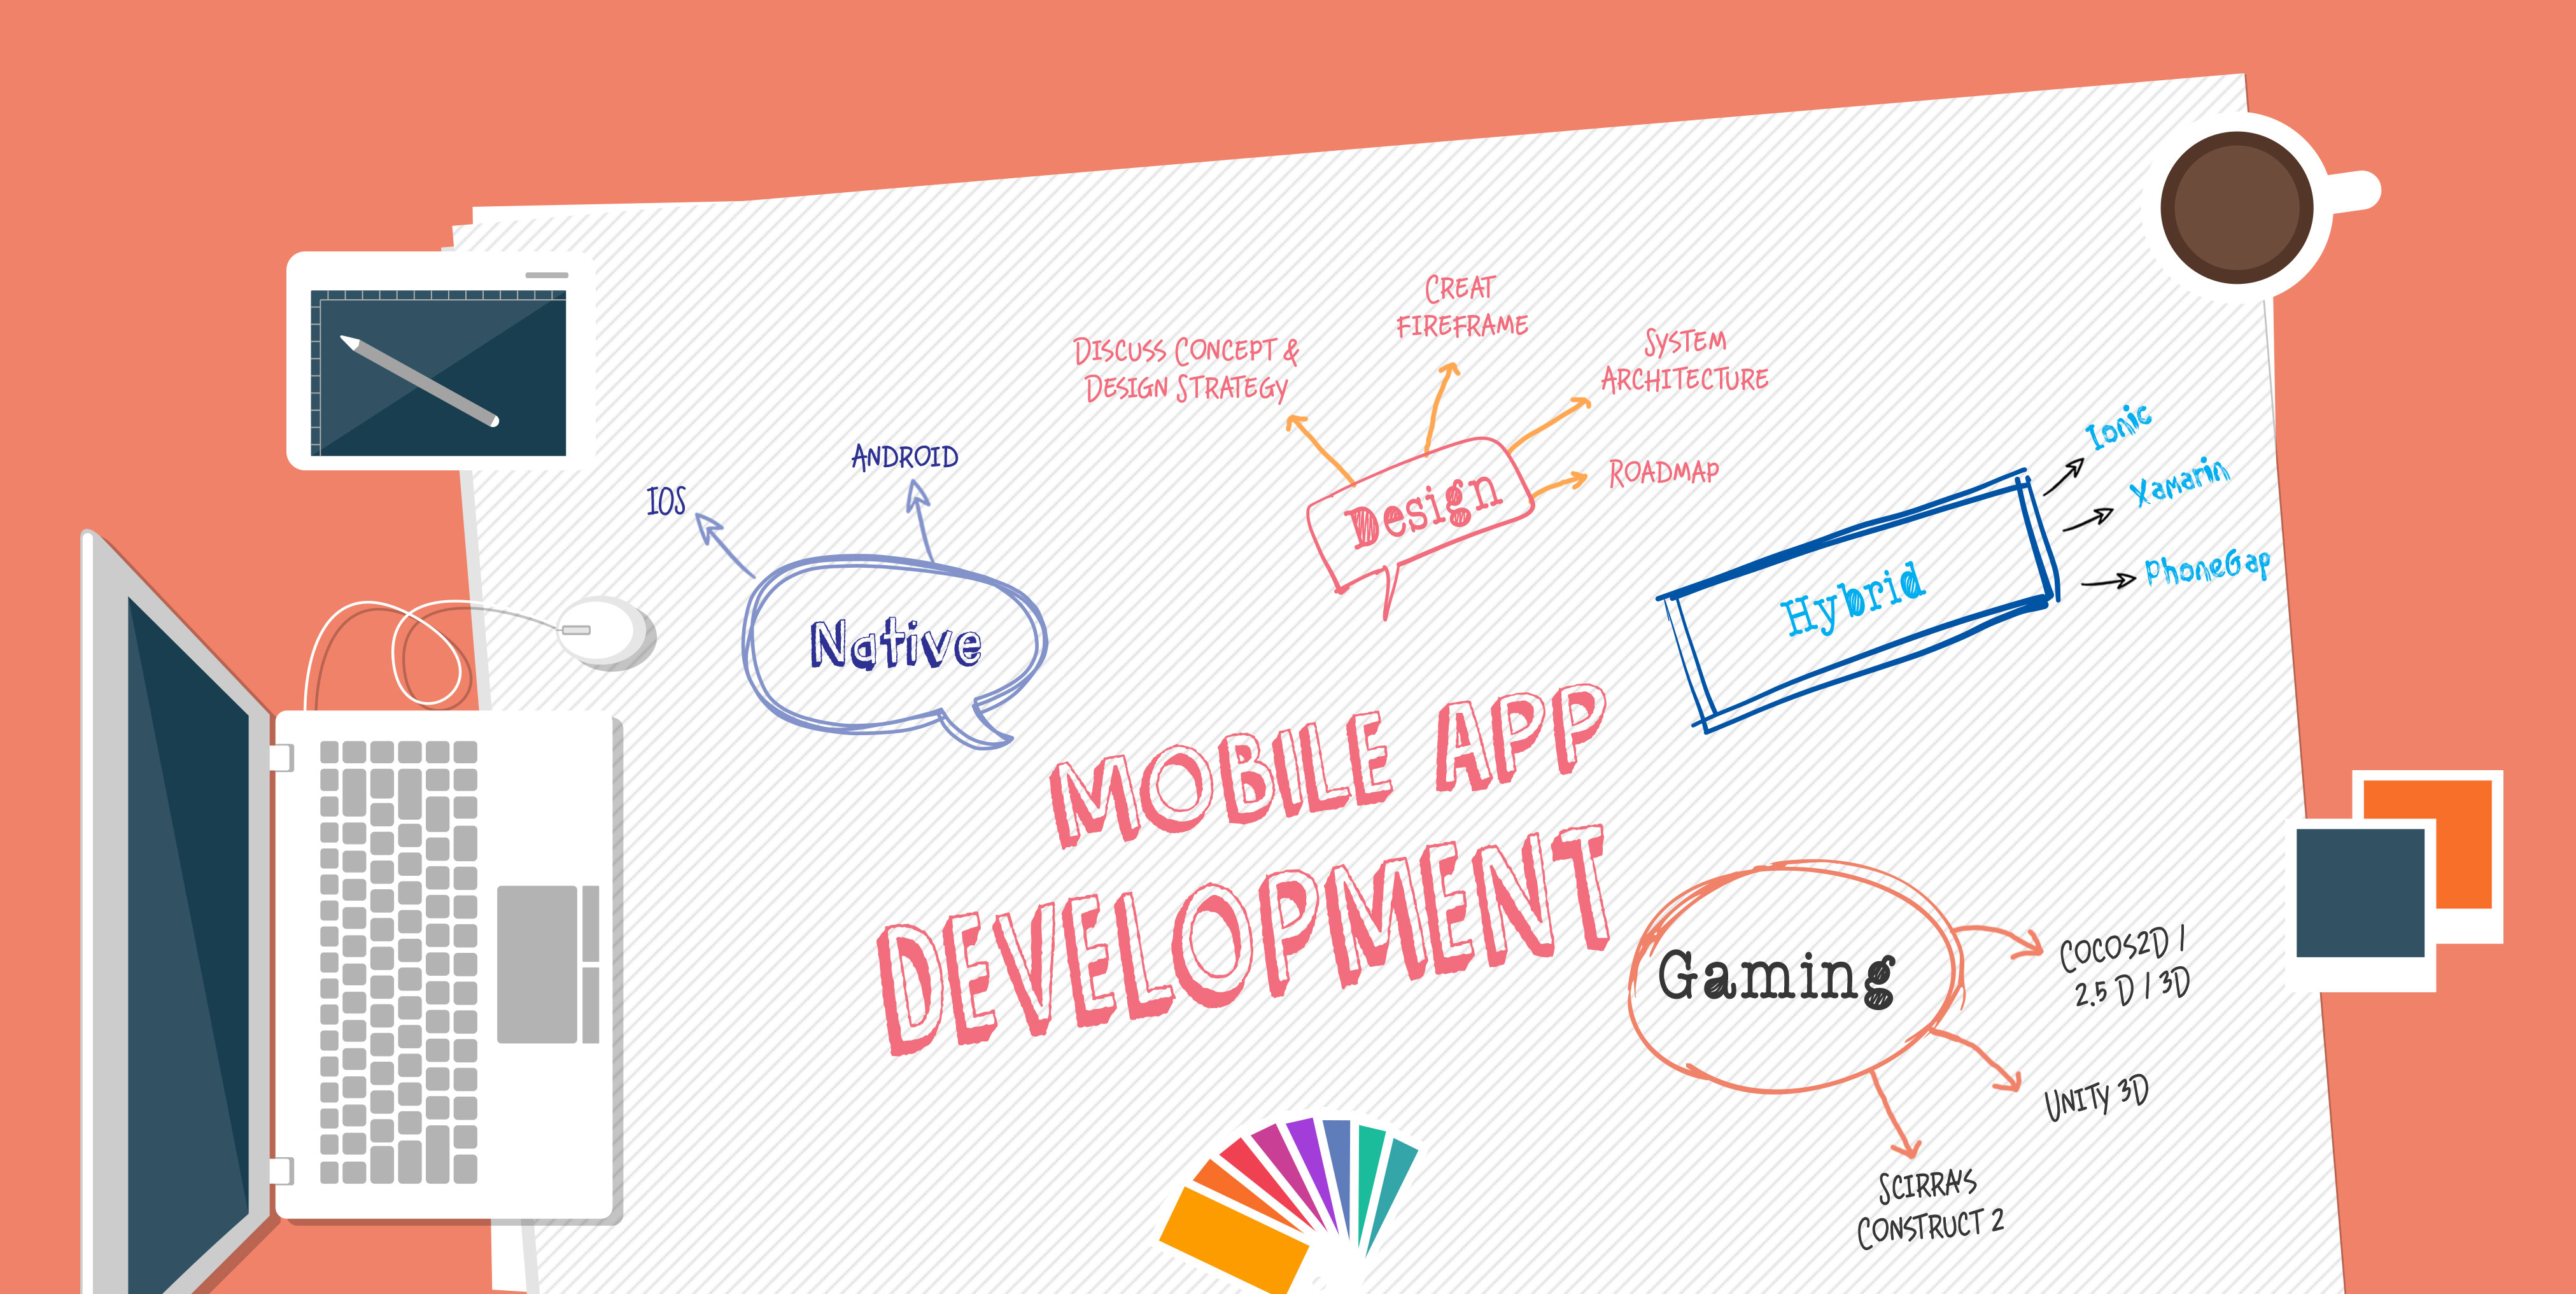 IOS
ANDROID
Native
DISCUSS CONCEPT &
DESIGN STRATEGY
CREAT
FIREFRAME
SYSTEM
ARCHITECTURE
ROADMAP
Design
Hybrid
Ionic
Xamarin
PhoneGap
MOBILE APP
DEVELOPMENT
Gaming
COCOS2D /
2.5 D / 3D
UNITY 3D
SCIRRA'S
CONSTRUCT 2